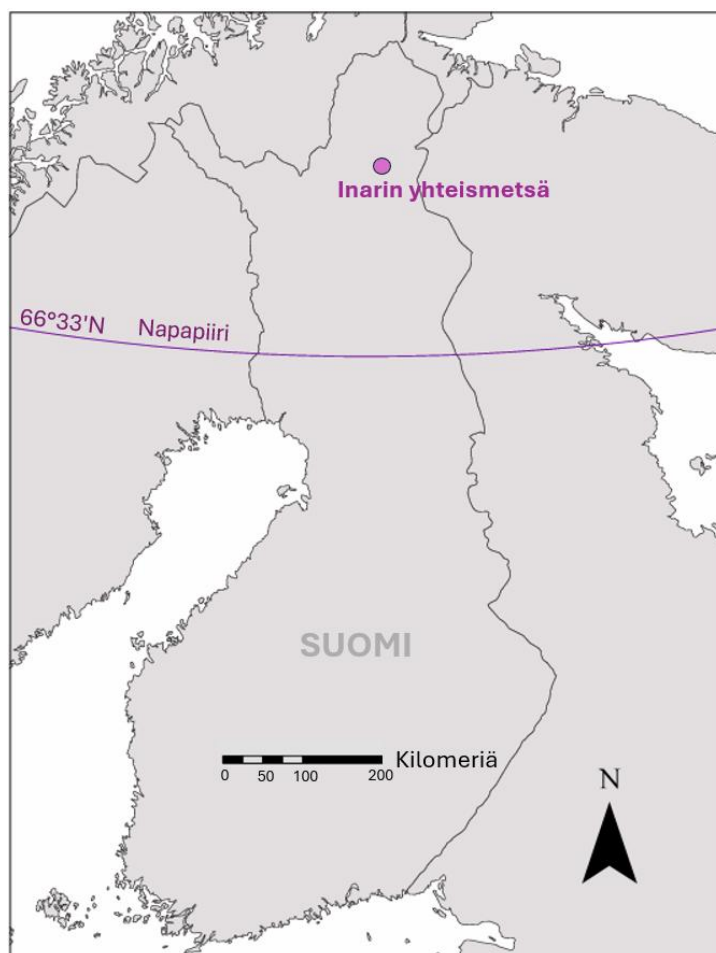 Inarin yhteismetsä
66°33'N Napapiiri
SUOMI
Kilomeriä
0 50 100 200
N